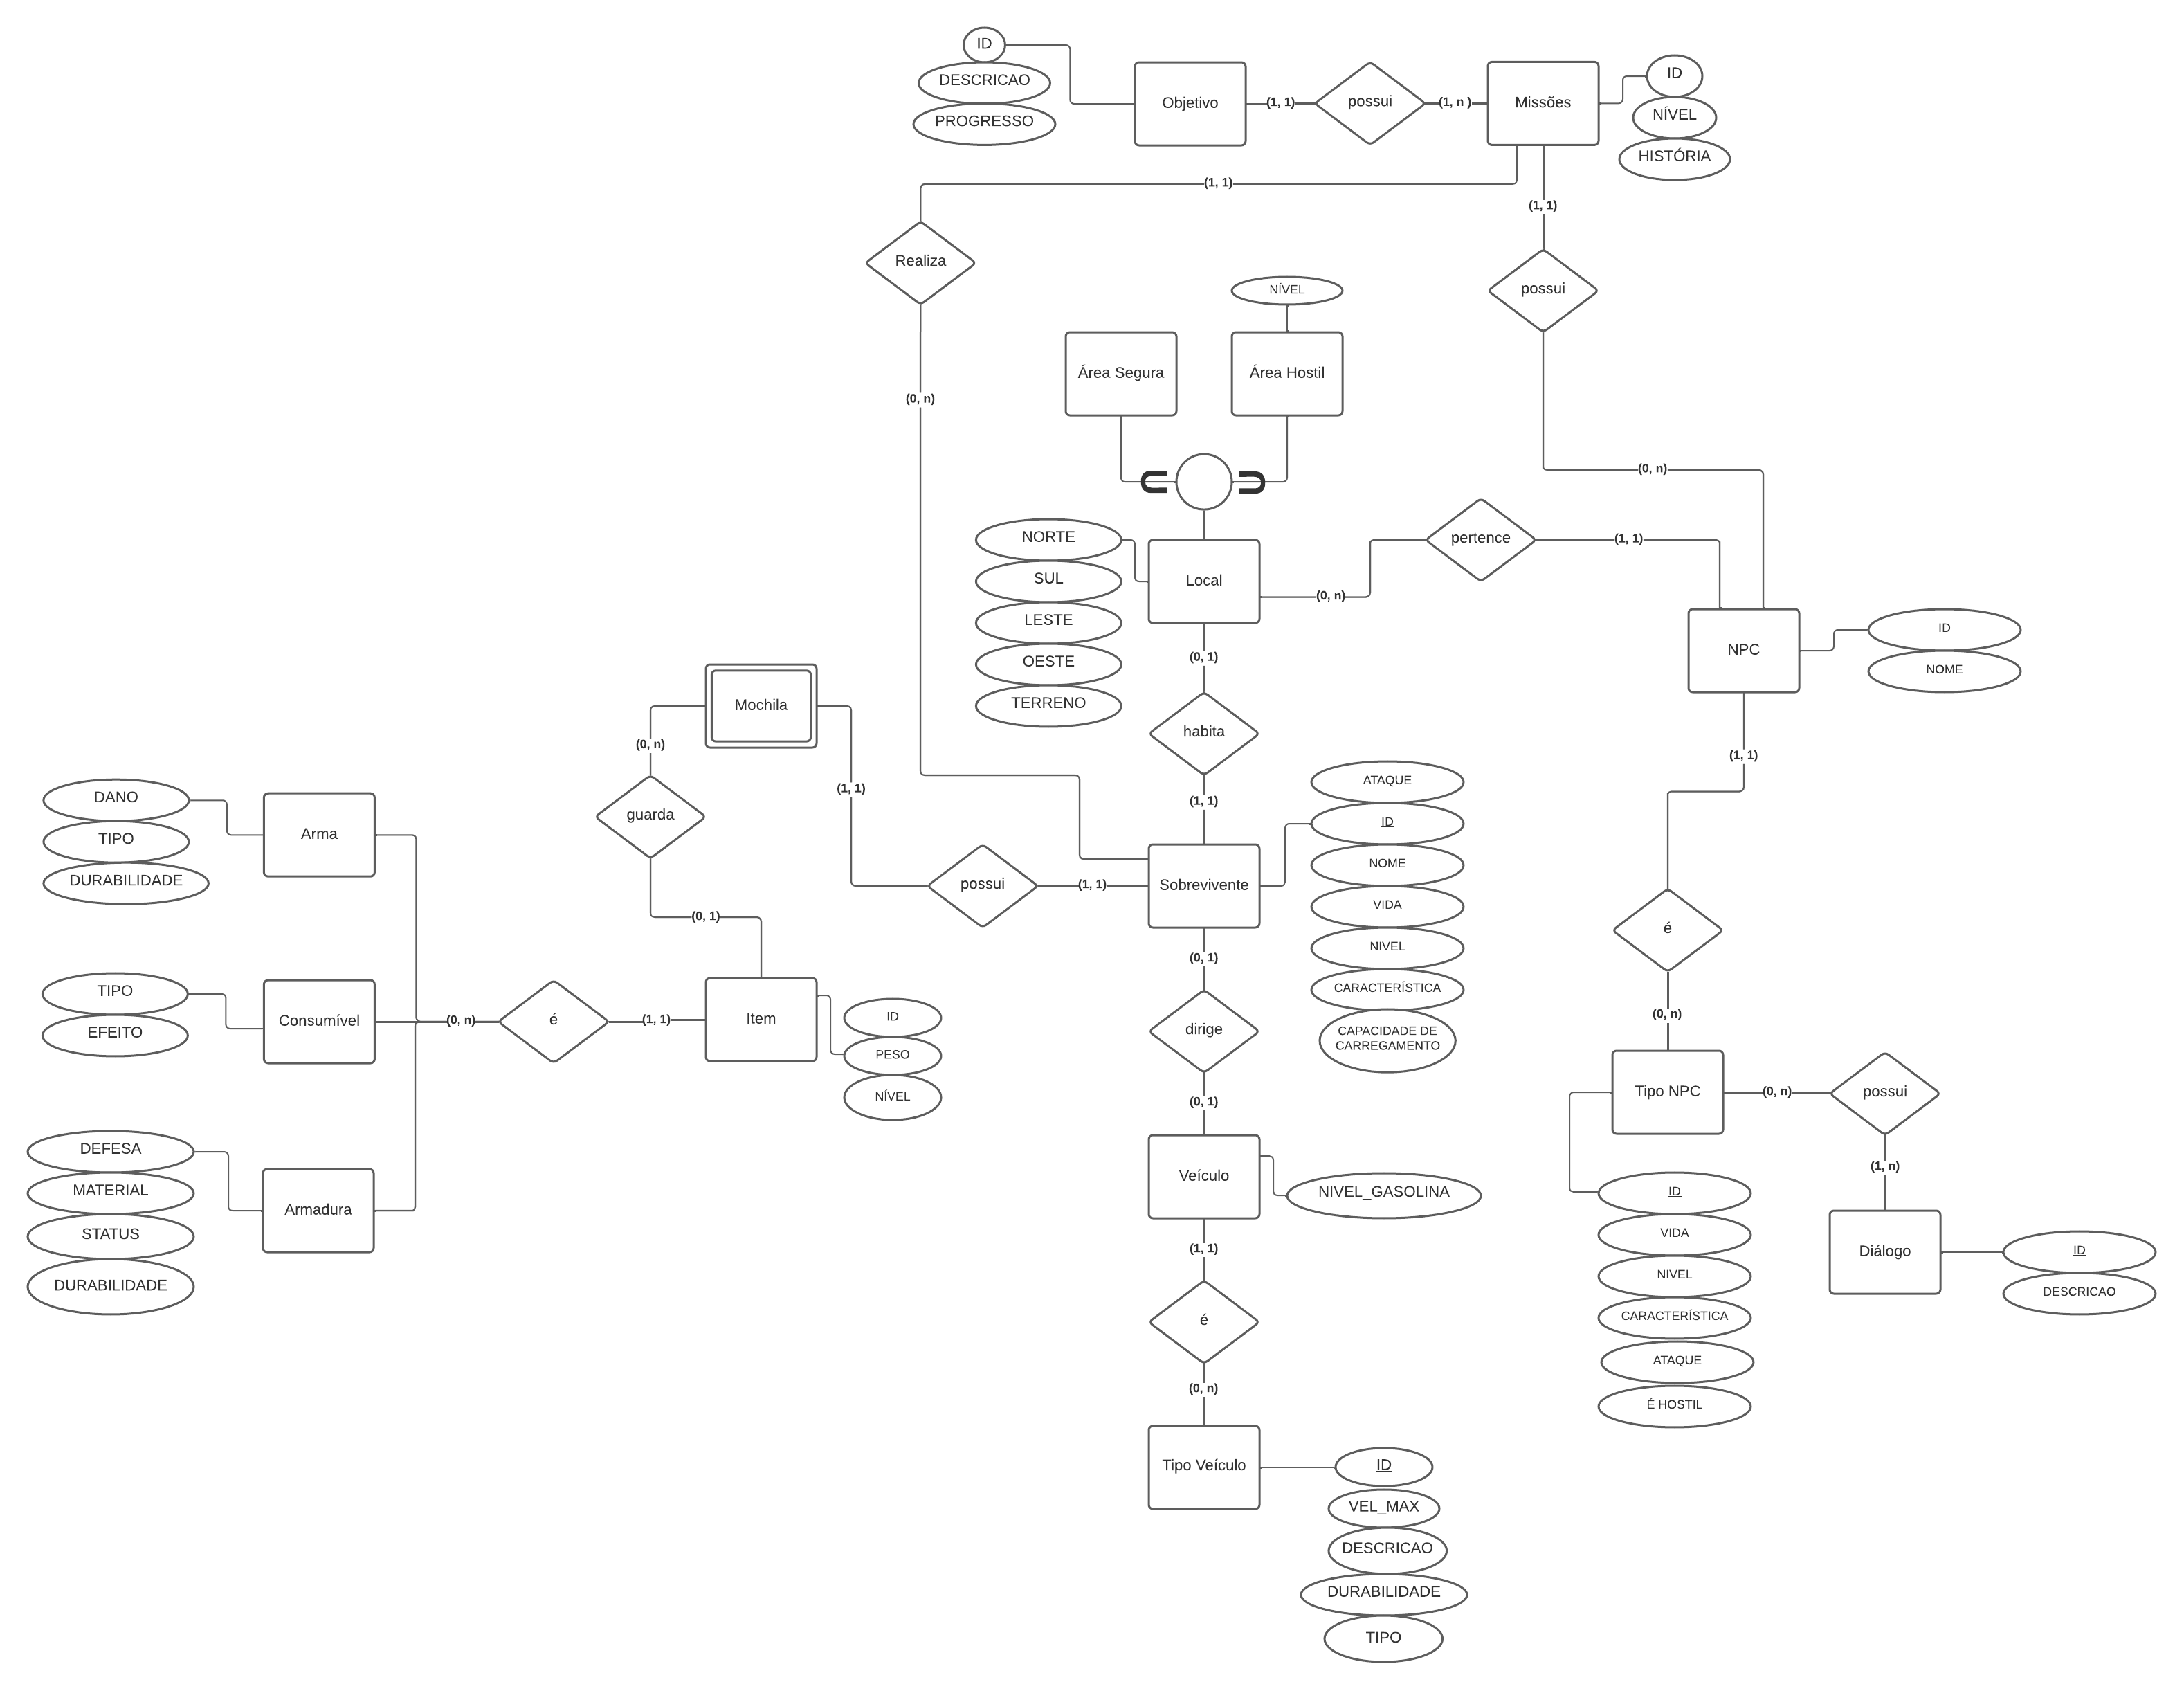 ID
DESCRICAO
PROGRESSO
Objetivo
(1, 1)
possui
(1, n )
Missões
ID
NÍVEL
HISTÓRIA
(1, 1)
(1, 1)
Realiza
possui
NÍVEL
Área Segura
Área Hostil
(0, n)
(0, n)
NORTE
SUL
LESTE
OESTE
TERRENO
Local
(0, n)
pertence
(1, 1)
NPC
ID
NOME
(0, 1)
habita
(1, 1)
Mochila
(0, n)
guarda
(0, 1)
(1, 1)
possui
(1, 1)
Sobrevivente
ATAQUE
ID
NOME
VIDA
NIVEL
CARACTERÍSTICA
CAPACIDADE DE
CARREGAMENTO
(1, 1)
é
(0, n)
DANO
TIPO
DURABILIDADE
Arma
TIPO
EFEITO
Consumível
(0, n)
é
(1, 1)
Item
ID
PESO
NÍVEL
DEFESA
MATERIAL
STATUS
DURABILIDADE
Armadura
(0, 1)
dirige
(0, 1)
Veículo
NIVEL_GASOLINA
(1, 1)
é
(0, n)
Tipo Veículo
ID
VEL_MAX
DESCRICAO
DURABILIDADE
TIPO
Tipo NPC
(0, n)
possui
(1, n)
Diálogo
ID
DESCRICAO
ID
VIDA
NIVEL
CARACTERÍSTICA
ATAQUE
É HOSTIL